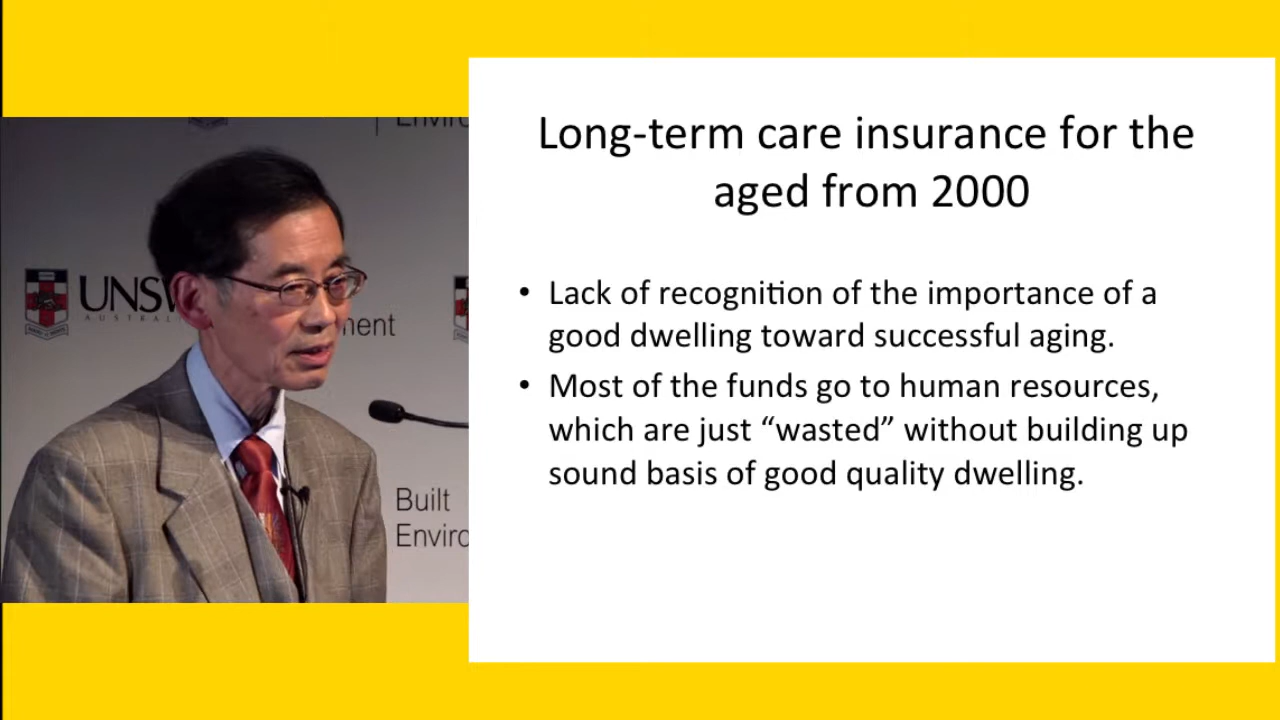 UNSW
AUSTRALIA
Built
Long-term care insurance for the
aged from 2000
• Lack of recognition of the importance of a
good dwelling toward successful aging.
• Most of the funds go to human resources,
which are just “wasted” without building up
sound basis of good quality dwelling.